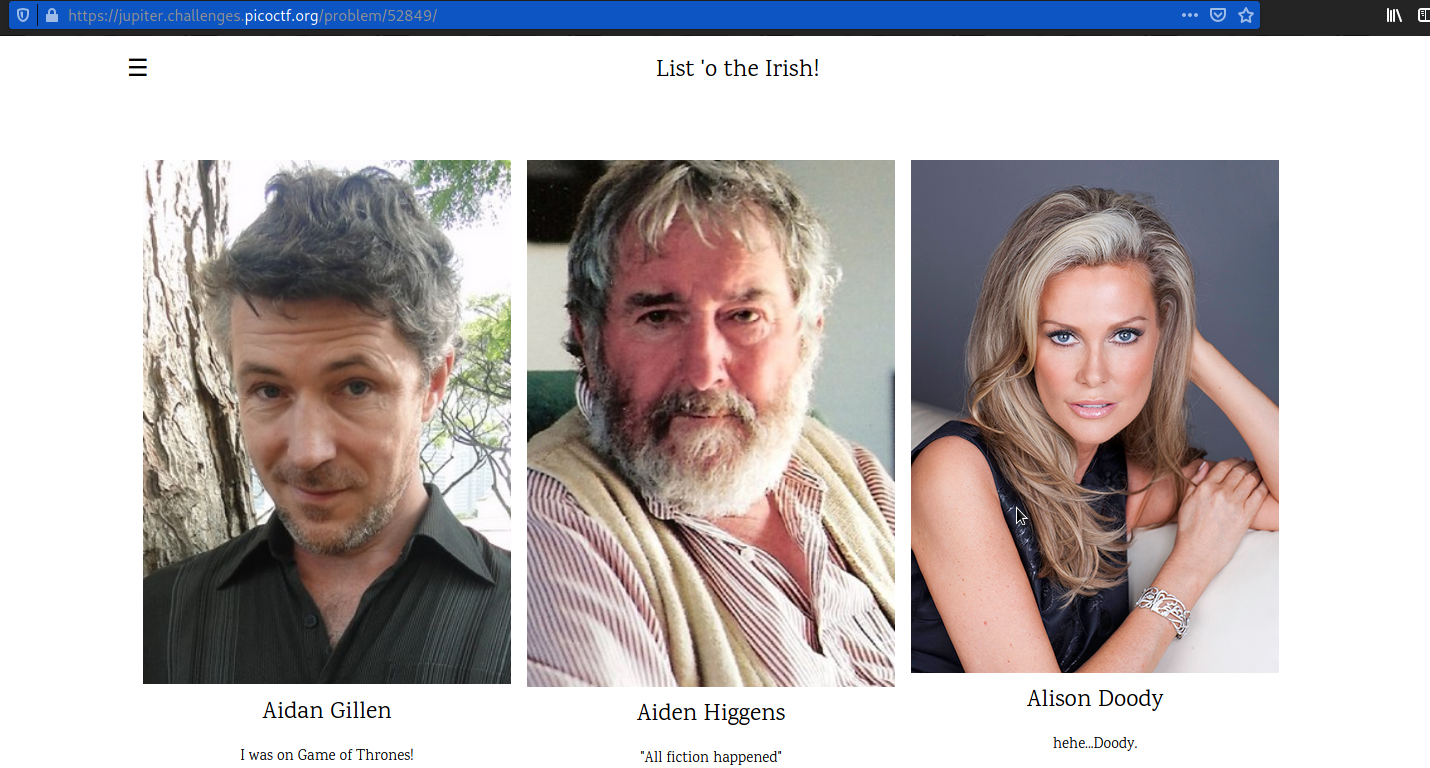 https://jupiter.challenges.picoctf.org/problem/52849/
List 'o the Irish!
Aidan Gillen
I was on Game of Thrones!
Aiden Higgens
"All fiction happened"
Alison Doody
hehe...Doody.